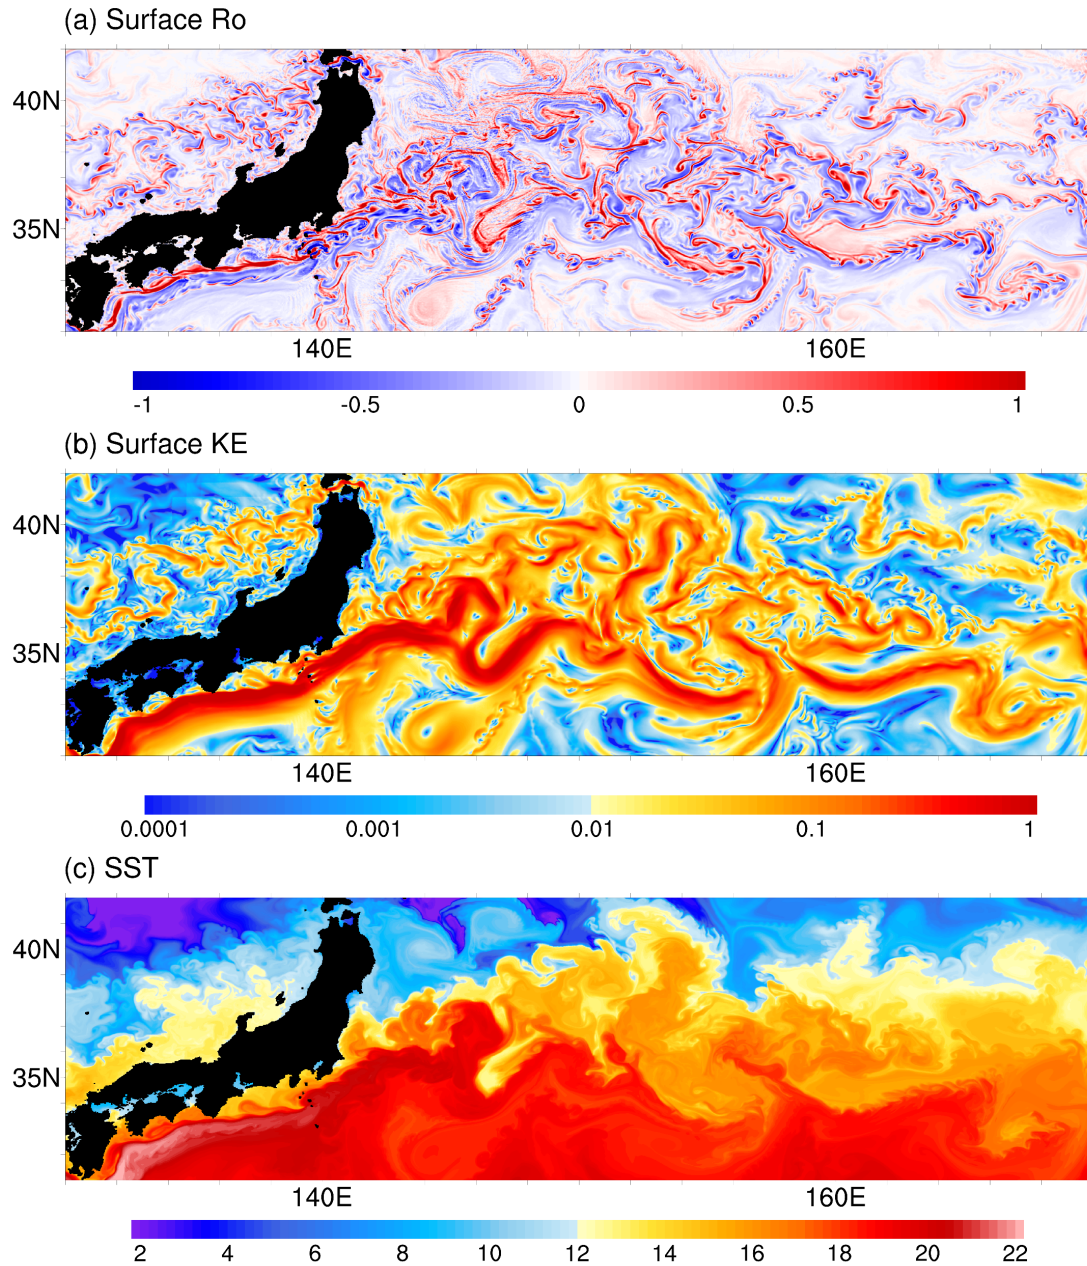 (a) Surface Ro
40N
35N
140E 160E
-1 -0.5 0 0.5 1
(b) Surface KE
40N
35N
140E 160E
0.0001 0.001 0.01 0.1 1
(c) SST
40N
35N
140E 160E
2 4 6 8 10 12 14 16 18 20 22